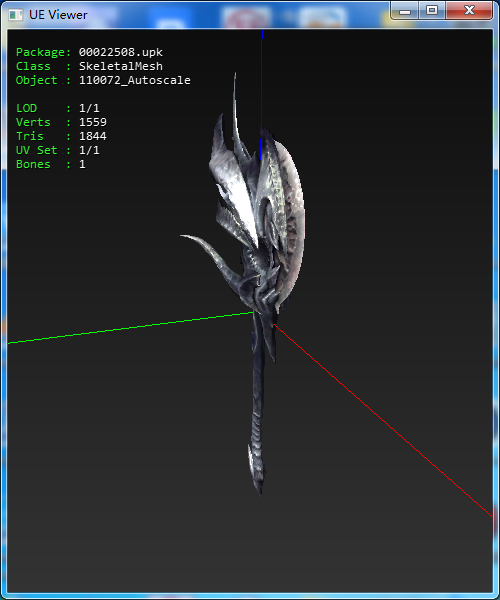 UE Viewer
Package: 00022508.upk
Class : SkeletalMesh
Object : 110072_Autoscale
LOD : 1/1
Verts : 1559
Tris : 1844
UV Set : 1/1
Bones : 1